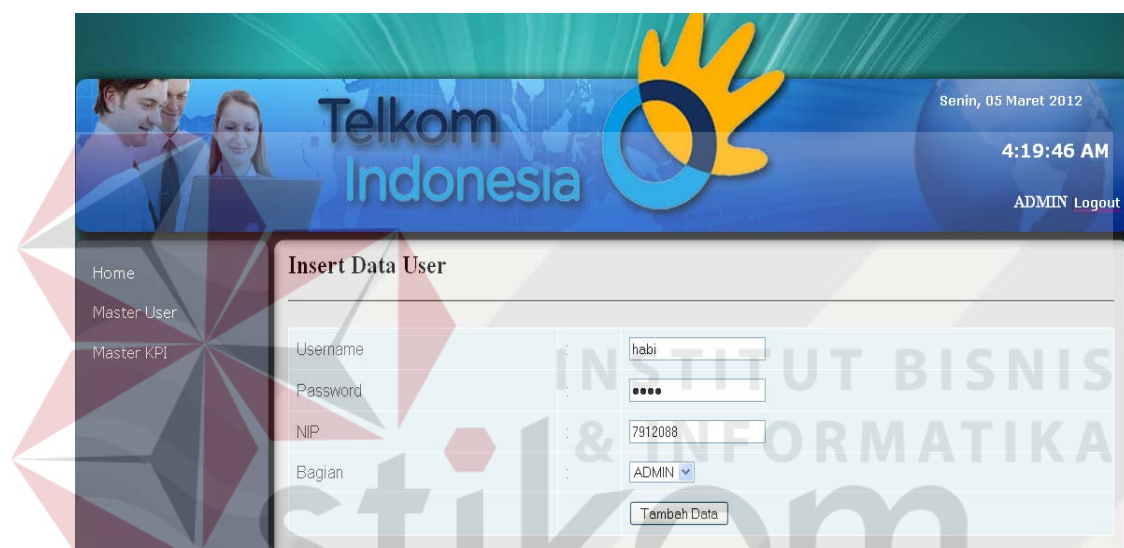 Telkom
Indonesia
Senin, 05 Maret 2012
4:19:46 AM
ADMIN Logout
Home
Master User
Master KPI
Insert Data User
Username : habi
Password : ••••
NIP : 7912088
Bagian : ADMIN
Tambah Data
INSTITUT BISNIS
& INFORMATIKA
stikom